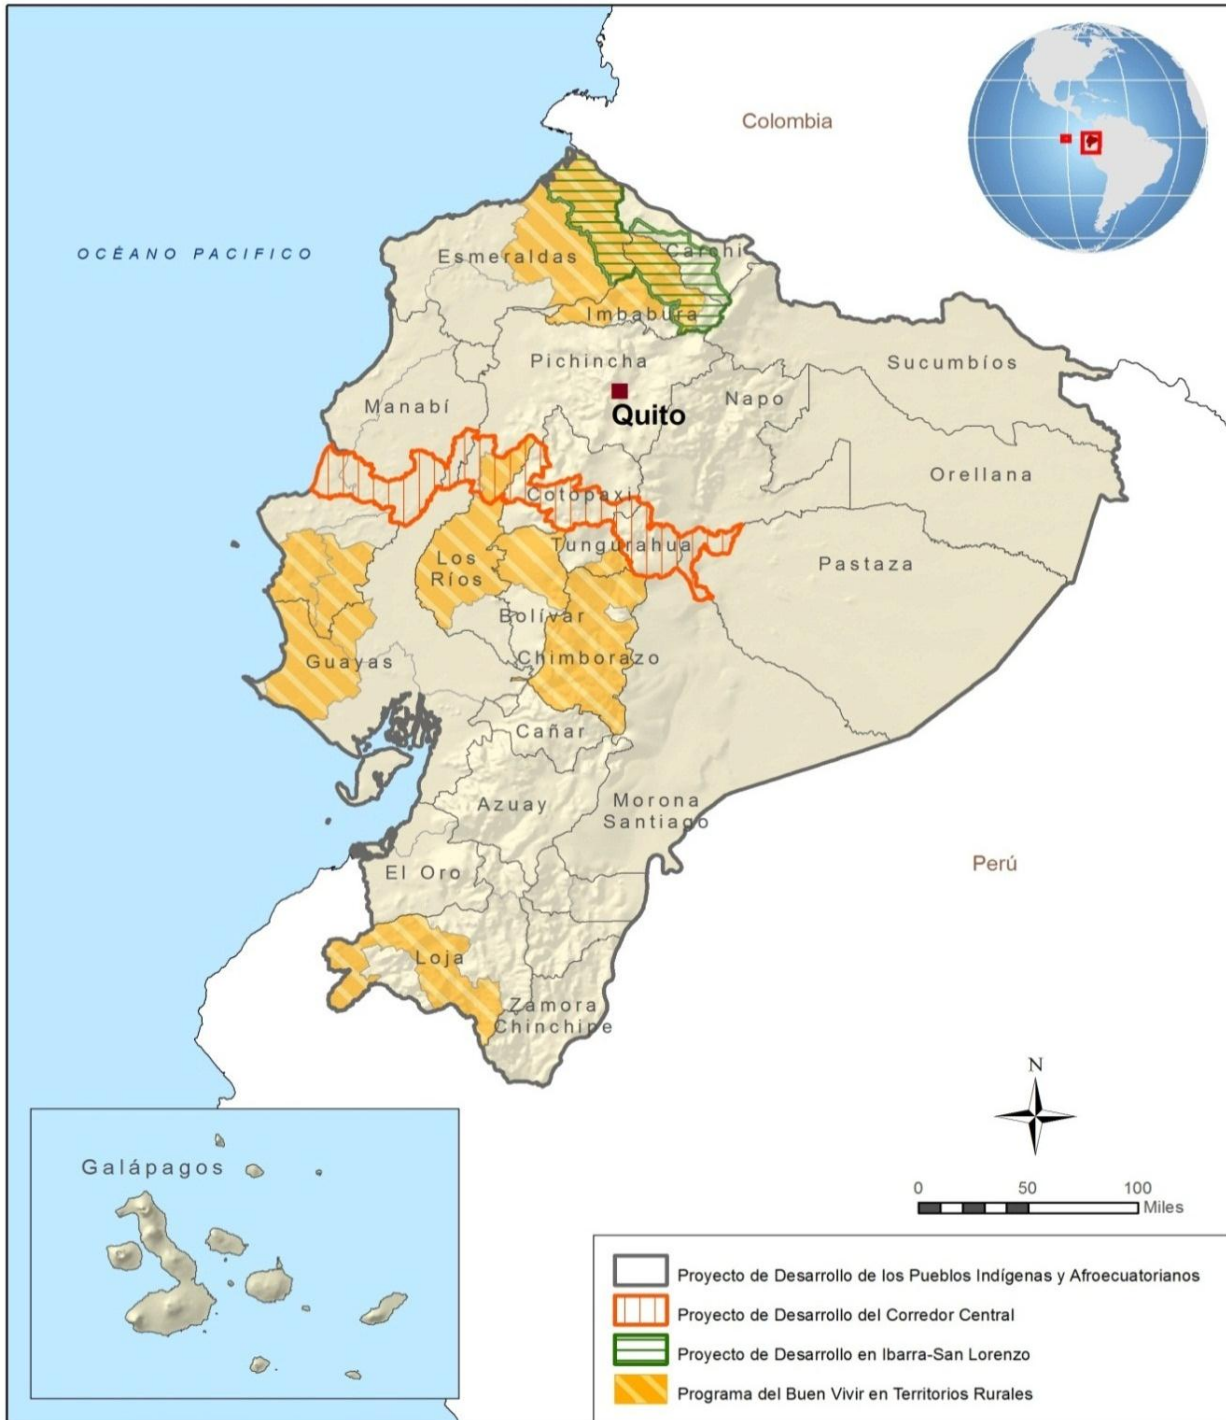 Colombia
OCÉANO PACIFICO
Esmeraldas
Carchi
Imbabura
Pichincha
Sucumbíos
Quito
Napo
Manabí
Orellana
Cotopaxi
Tungurahua
Los
Ríos
Pastaza
Bolívar
Guayas
Chimborazo
Cañar
Azuay
Morona
Santiago
El Oro
Perú
Loja
Zamora
Chinchipe
N
Galápagos
0 50 100
Miles
Proyecto de Desarrollo de los Pueblos Indígenas y Afroecuatorianos
Proyecto de Desarrollo del Corredor Central
Proyecto de Desarrollo en Ibarra-San Lorenzo
Programa del Buen Vivir en Territorios Rurales